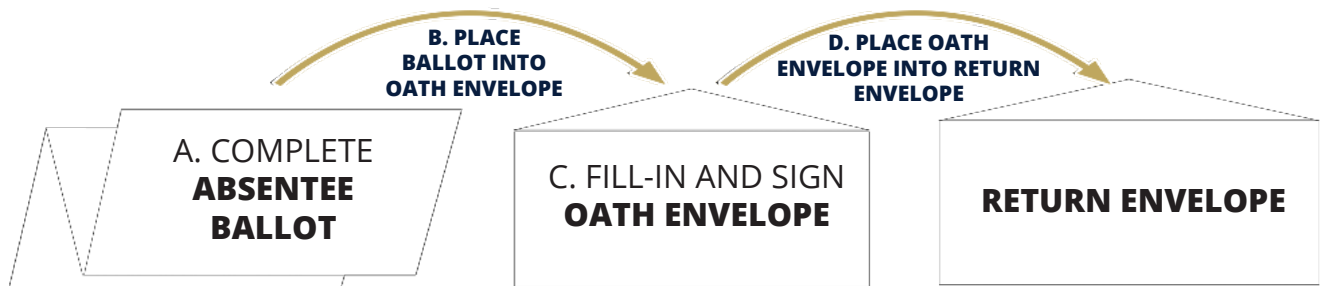 A. COMPLETE
ABSENTEE
BALLOT
B. PLACE
BALLOT INTO
OATH ENVELOPE
C. FILL-IN AND SIGN
OATH ENVELOPE
D. PLACE OATH
ENVELOPE INTO RETURN
ENVELOPE
RETURN ENVELOPE